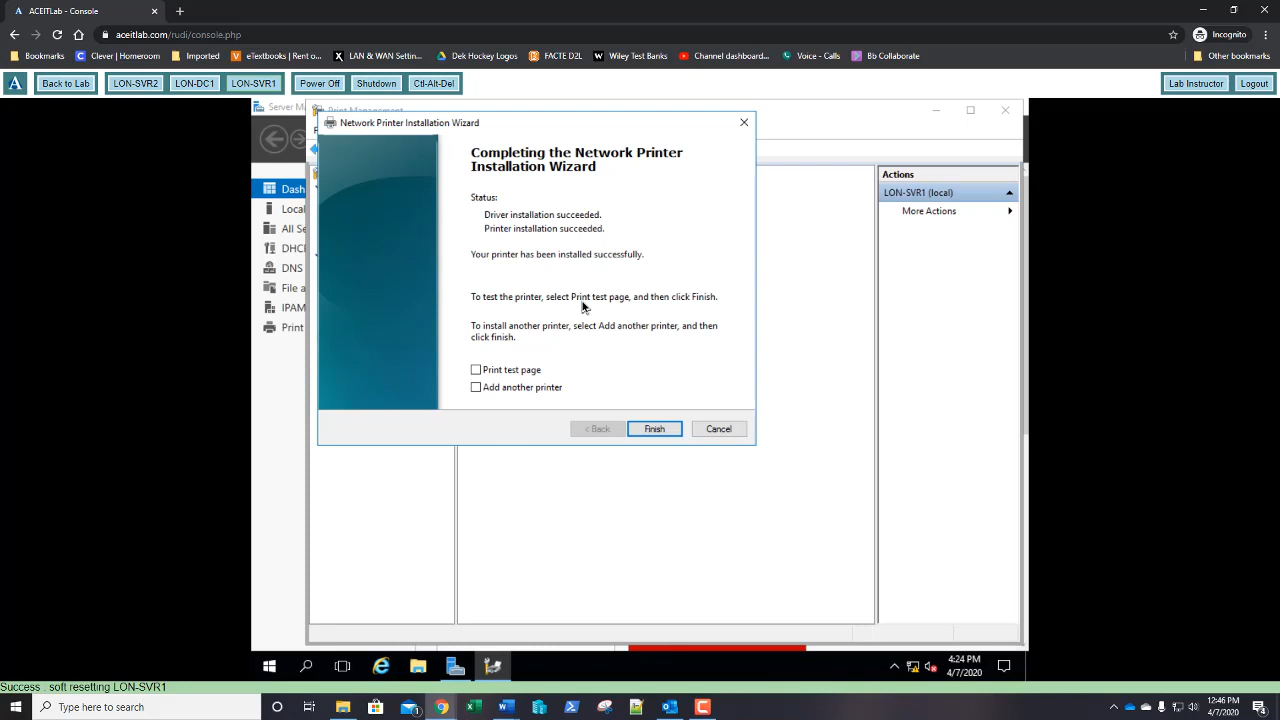 ACEITLab - Console
aceitlab.com/rudi/console.php
Incognito
Bookmarks
Clever | Homeroom
Imported
eTextbooks | Rent o...
LAN & WAN Settin...
Dek Hockey Logos
FACTE D2L
Wiley Test Banks
Channel dashboard...
Voice - Calls
Bb Collaborate
Other bookmarks
A
Back to Lab
LON-SVR2
LON-DC1
LON-SVR1
Power Off
Shutdown
Ctl-Alt-Del
Lab Instructor
Logout
Server Ma
Print Management
Network Printer Installation Wizard
Completing the Network Printer
Installation Wizard
Status:
Driver installation succeeded.
Printer installation succeeded.
Your printer has been installed successfully.
To test the printer, select Print test page, and then click Finish.
To install another printer, select Add another printer, and then
click finish.
Print test page
Add another printer
< Back
Finish
Cancel
Dash
Local
All Se
DHCP
DNS
File a
IPAM
Print
Actions
LON-SVR1 (local)
More Actions
4:24 PM
4/7/2020
Success .. soft resetting LON-SVR1
Type here to search
12:46 PM
4/7/2020